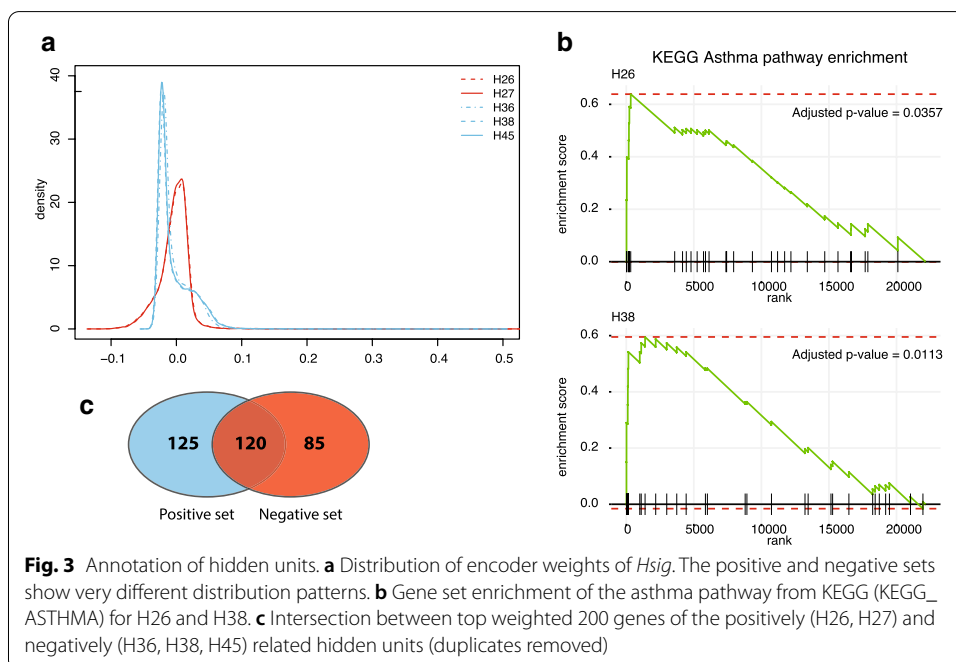 a
density
0
10
20
30
40
−0.1 0.0 0.1 0.2 0.3 0.4 0.5
H26
H27
H36
H38
H45
b
KEGG Asthma pathway enrichment
H26
Adjusted p-value = 0.0357
enrichment score
0.6
0.4
0.2
0.0
0 5000 10000 15000 20000
rank
H38
Adjusted p-value = 0.0113
enrichment score
0.6
0.4
0.2
0.0
0 5000 10000 15000 20000
rank
c
125 120 85
Positive set Negative set
Fig. 3 Annotation of hidden units. a Distribution of encoder weights of Hsig. The positive and negative sets
show very different distribution patterns. b Gene set enrichment of the asthma pathway from KEGG (KEGG_
ASTHMA) for H26 and H38. c Intersection between top weighted 200 genes of the positively (H26, H27) and
negatively (H36, H38, H45) related hidden units (duplicates removed)